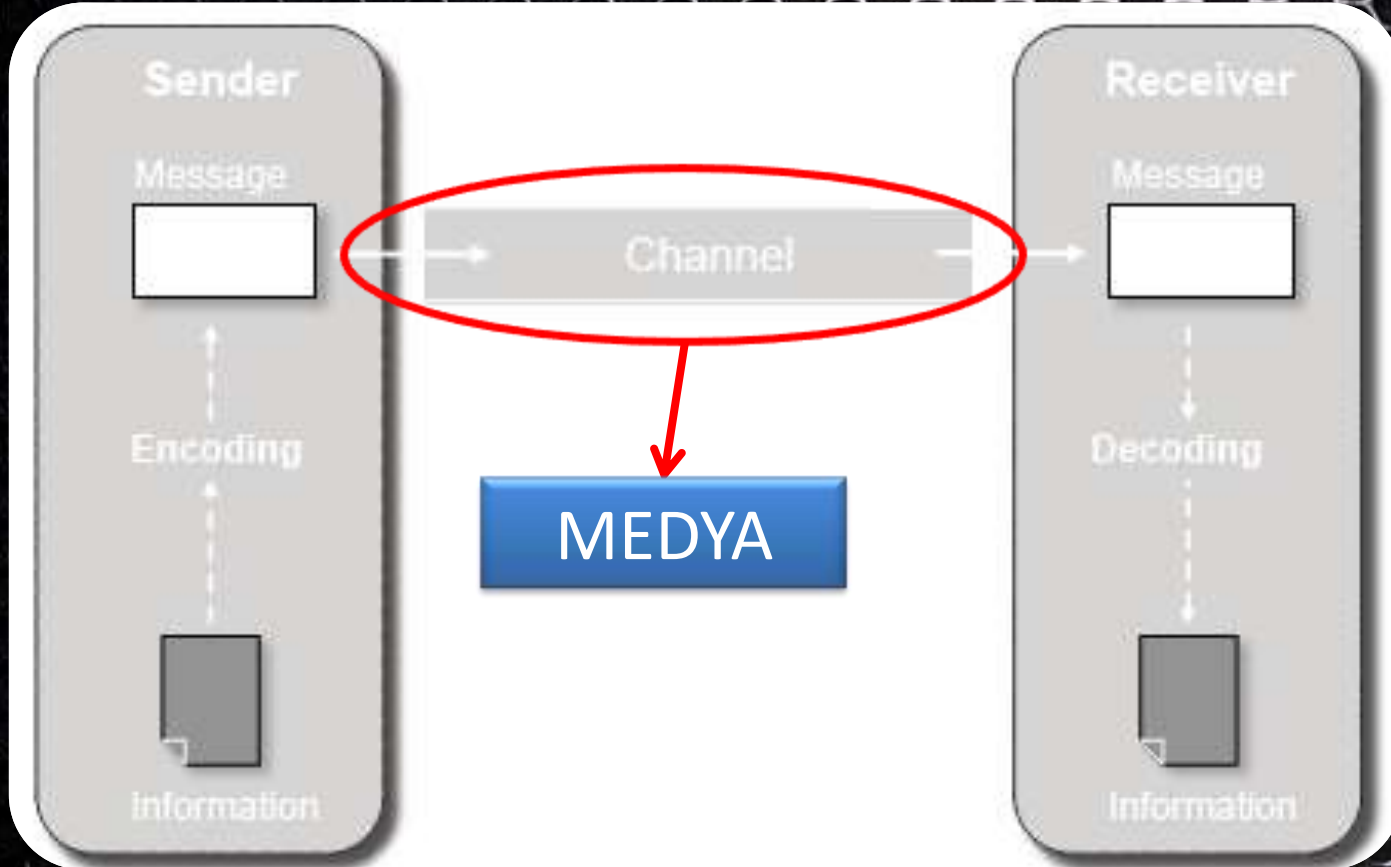 Sender
Message
Encoding
Information
Channel
MEDYA
Receiver
Message
Decoding
Information